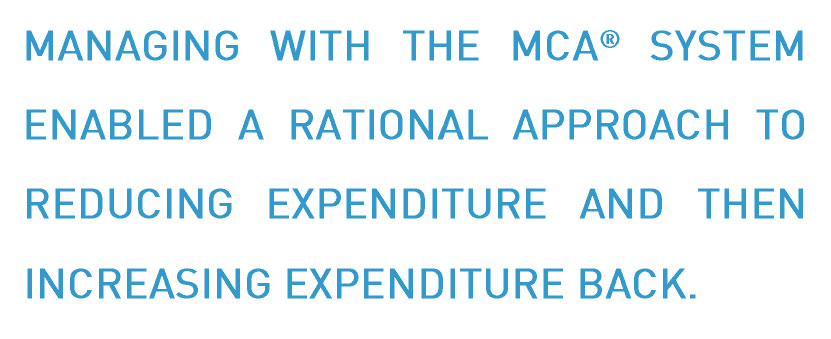 MANAGING WITH THE MCA® SYSTEM
ENABLED A RATIONAL APPROACH TO
REDUCING EXPENDITURE AND THEN
INCREASING EXPENDITURE BACK.